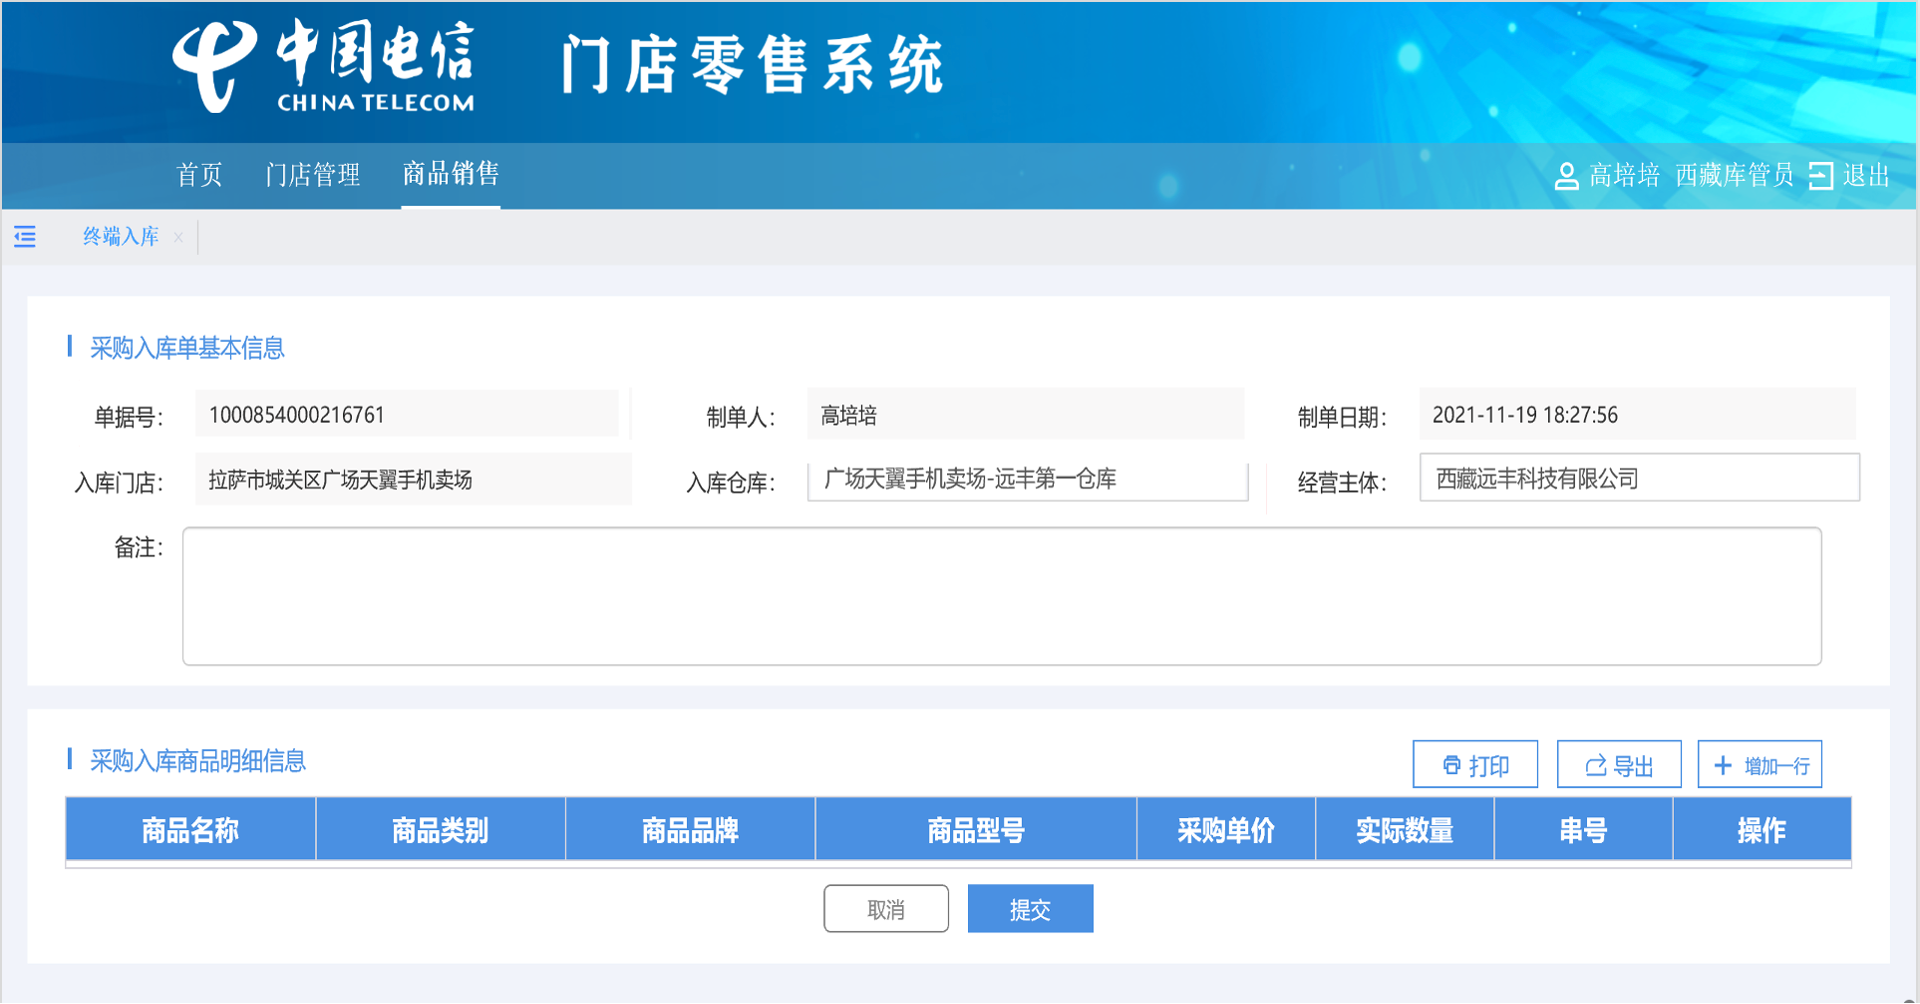 中国电信
CHINA TELECOM
门店零售系统
首页 门店管理 商品销售 高培培 西藏库管员 退出
终端入库 ×
采购入库单基本信息
单据号: 1000854000216761 制单人: 高培培 制单日期: 2021-11-19 18:27:56
入库门店: 拉萨市城关区广场天翼手机卖场 入库仓库: 广场天翼手机卖场-远丰第一仓库 经营主体: 西藏远丰科技有限公司
备注:
采购入库商品明细信息 打印 导出 + 增加一行
商品名称 商品类别 商品品牌 商品型号 采购单价 实际数量 串号 操作
取消 提交